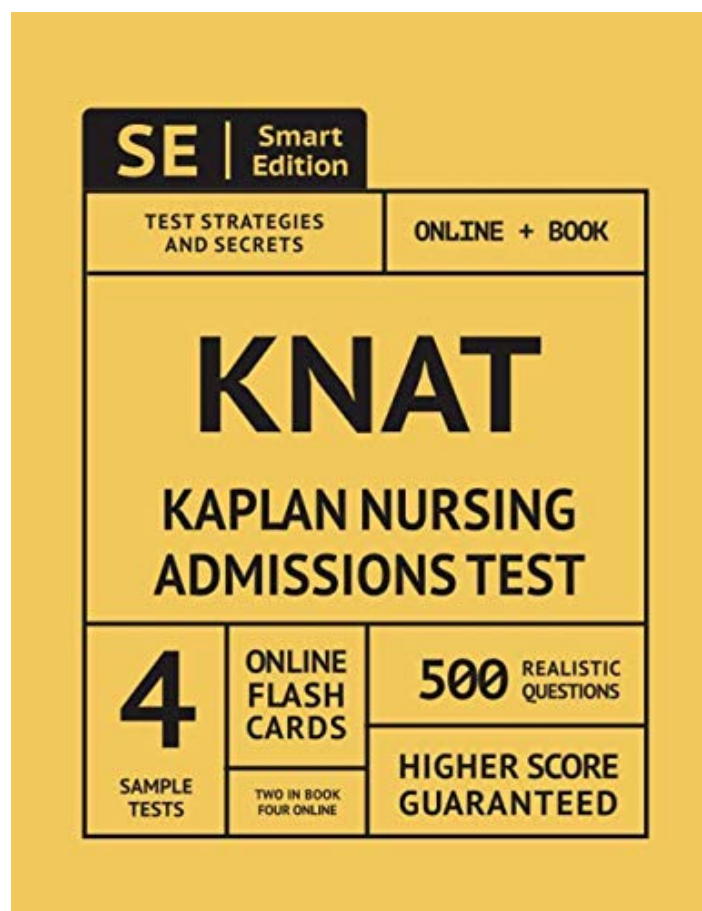 SE | Smart
Edition
TEST STRATEGIES
AND SECRETS
ONLINE + BOOK
KNAT
KAPLAN NURSING
ADMISSIONS TEST
4
SAMPLE
TESTS
ONLINE
FLASH
CARDS
TWO IN BOOK
FOUR ONLINE
500 REALISTIC
QUESTIONS
HIGHER SCORE
GUARANTEED